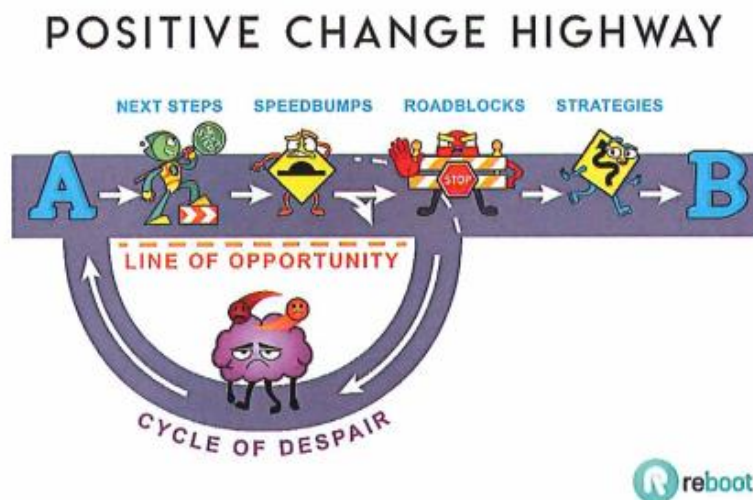 POSITIVE CHANGE HIGHWAY
NEXT STEPS SPEEDBUMPS ROADBLOCKS STRATEGIES
A STOP B
LINE OF OPPORTUNITY
CYCLE OF DESPAIR
R reboot